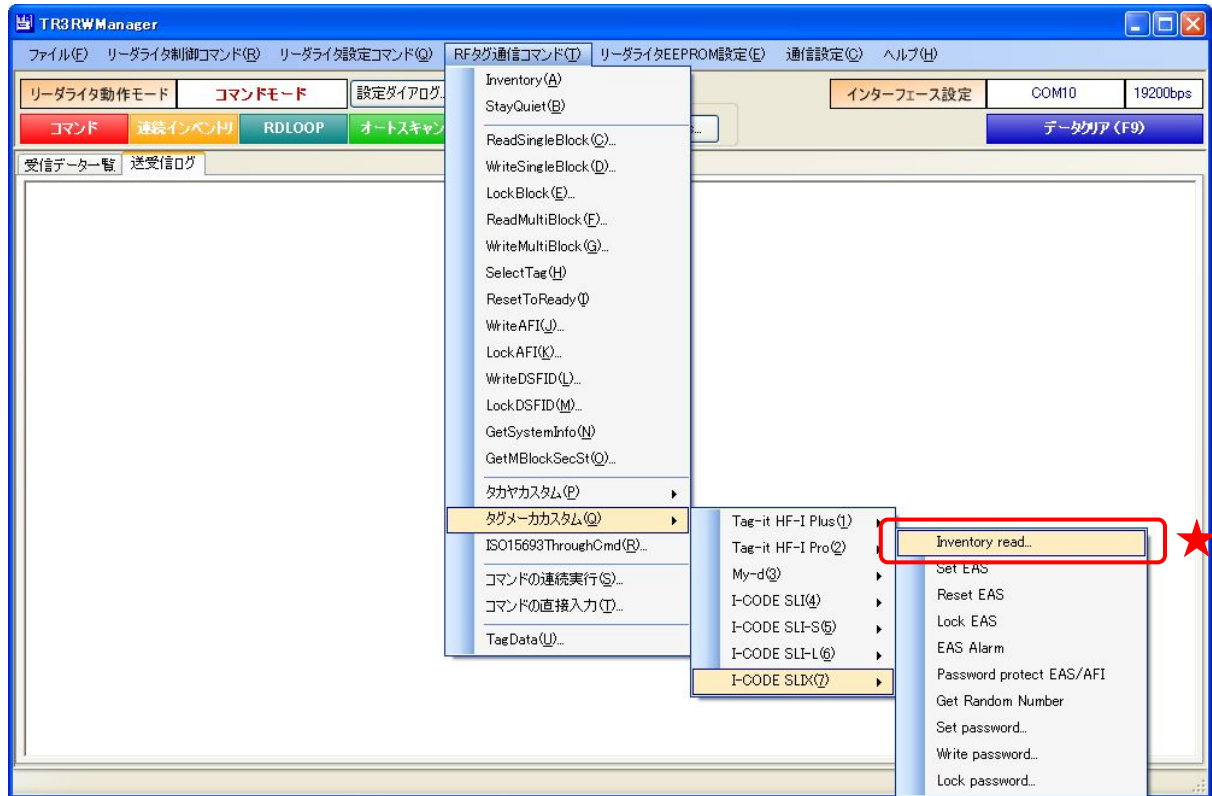 TR3RWManager
ファイル(F) リーダライタ制御コマンド(R) リーダライタ設定コマンド(Q) RFタグ通信コマンド(T) リーダライタEEPROM設定(E) 通信設定(C) ヘルプ(H)
リーダライタ動作モード コマンドモード 設定ダイアログ... インターフェース設定 COM10 19200bps
コマンド 連続インベントリ RDLOOP オートスキャン データクリア(F9)
受信データ一覧 送受信ログ
Inventory(A)
StayQuiet(B)
ReadSingleBlock(C)...
WriteSingleBlock(D)...
LockBlock(E)...
ReadMultiBlock(F)...
WriteMultiBlock(G)...
SelectTag(H)
ResetToReady(I)
WriteAFI(J)...
LockAFI(K)...
WriteDSFID(L)...
LockDSFID(M)...
GetSystemInfo(N)
GetMBlockSecSt(O)...
タカヤカスタム(P)
タグメーカカスタム(Q)
ISO15693ThroughCmd(R)...
コマンドの連続実行(S)...
コマンドの直接入力(T)...
TagData(U)...
Tag-it HF-I Plus(1)
Tag-it HF-I Pro(2)
My-d(3)
I-CODE SLI(4)
I-CODE SLI-S(5)
I-CODE SLI-L(6)
I-CODE SLIX(7)
Inventory read...
Set EAS
Reset EAS
Lock EAS
EAS Alarm
Password protect EAS/AFI
Get Random Number
Set password...
Write password...
Lock password...